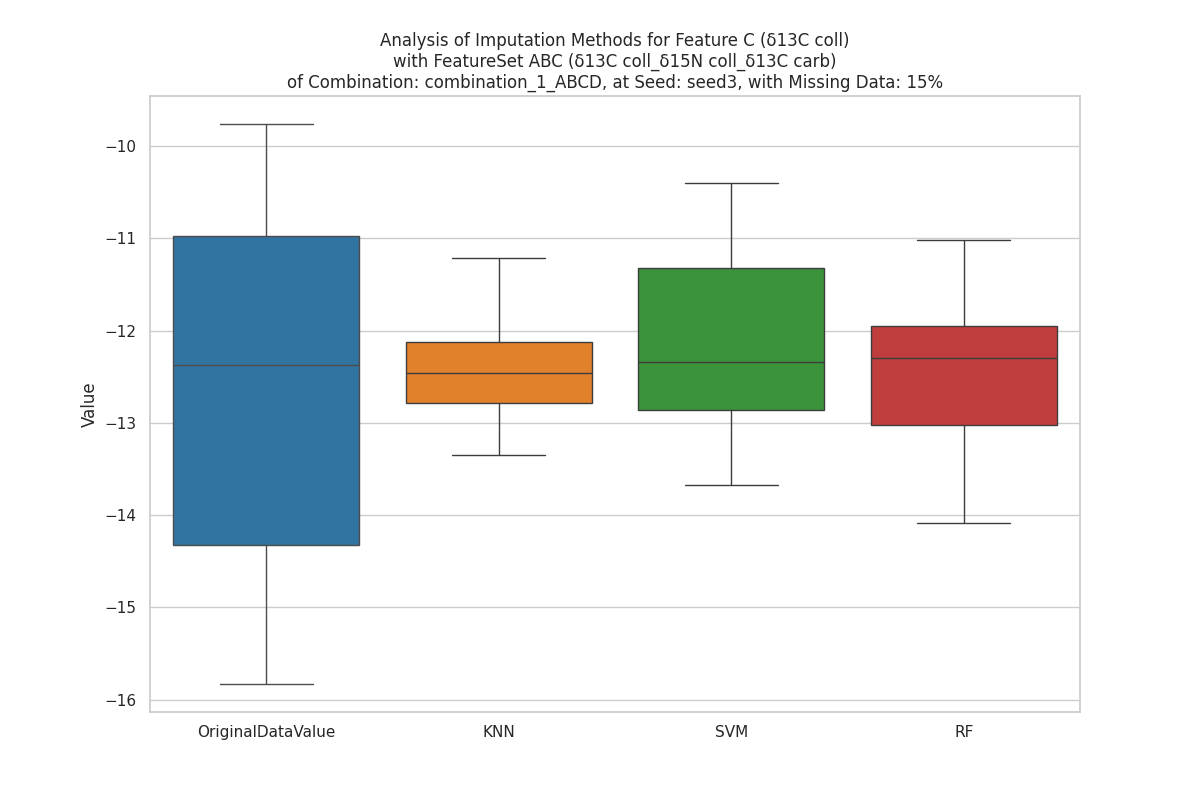 Analysis of Imputation Methods for Feature C (δ13C coll)
with FeatureSet ABC (δ13C coll_δ15N coll_δ13C carb)
of Combination: combination_1_ABCD, at Seed: seed3, with Missing Data: 15%
−10
−11
−12
−13
−14
−15
−16
Value
OriginalDataValue
KNN
SVM
RF